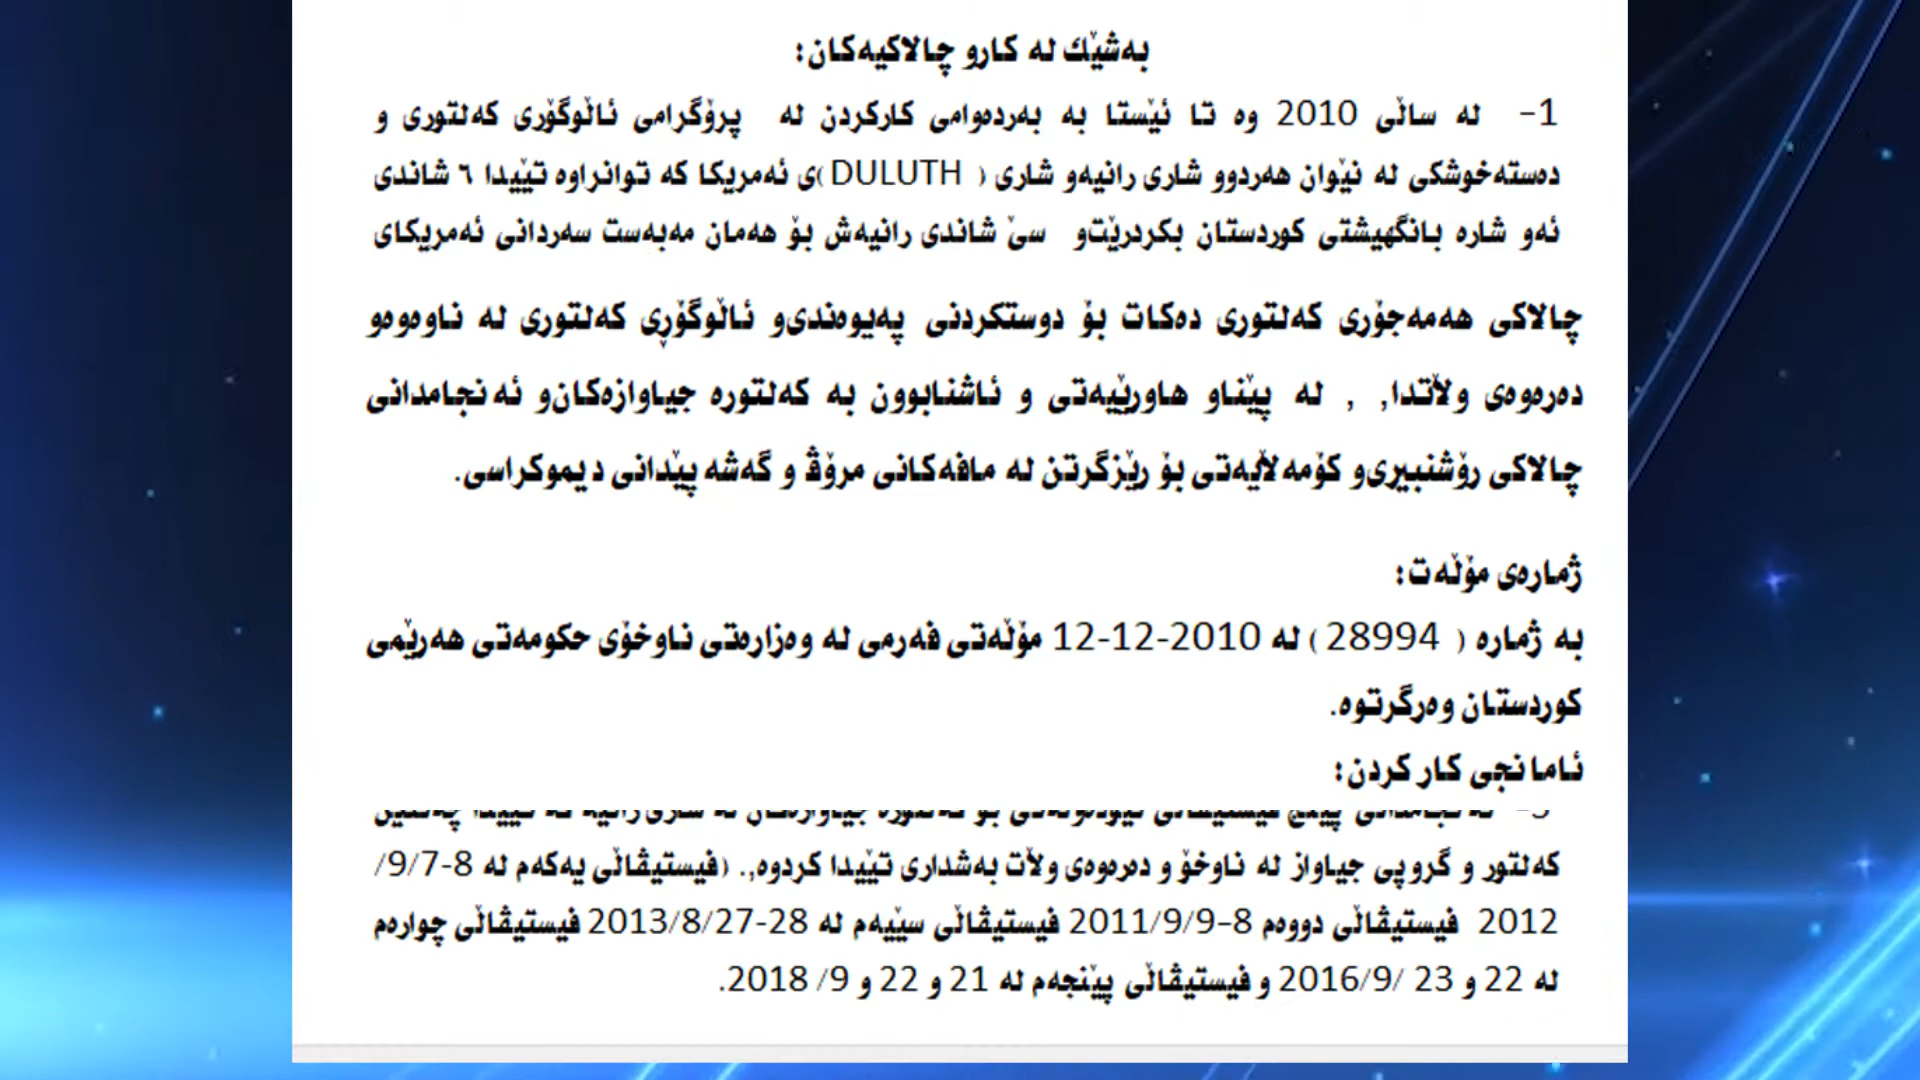 بەشێك لە كارو چالاكیەكان:
1- لە ساڵی 2010 وە تا ئێستا بە بەردەوامی كاركردن لە پرۆگرامی ئاڵوگۆری كەلتوری و
دەستەخوشكی لە نێوان هەردوو شاری رانیەو شاری ( DULUTH)ی ئەمریكا كە توانراوە تێیدا ٦ شاندی
ئەو شارە بانگهیشتی كوردستان بكردرێتو سێ شاندی رانیەش بۆ هەمان مەبەست سەردانی ئەمریكای
چالاكی هەمەجۆری كەلتوری دەكات بۆ دوستكردنی پەیوەندیو ئاڵوگۆڕی كەلتوری لە ناوەوەو
دەرەوەی وڵاتدا, , لە پێناو هاورێیەتی و ئاشنابوون بە كەلتورە جیاوازەكانو ئەنجامدانی
چالاكی رۆشنبیریو كۆمەڵایەتی بۆ رێزگرتن لە مافەكانی مرۆڤ و گەشە پێدانی دیموكراسی.
ژمارەی مۆڵەت:
بە ژمارە ( 28994 ) لە 2010-12-12 مۆڵەتی فەرمی لە وەزارەتی ناوخۆی حكومەتی هەرێمی
كوردستان وەرگرتوە.
ئامانجی كار كردن:
كەلتور و گروپی جیاواز لە ناوخۆ و دەرەوەی وڵات بەشداری تێیدا كردوە,. (فیستیڤاڵی یەكەم لە 8-9/7/
2012 فیستیڤاڵی دووەم 8-2011/9/9 فیستیڤاڵی سێیەم لە 28-2013/8/27 فیستیڤاڵی چوارەم
لە 22 و 23 /2016/9 و فیستیڤاڵی پێنجەم لە 21 و 22 و 9/ 2018.